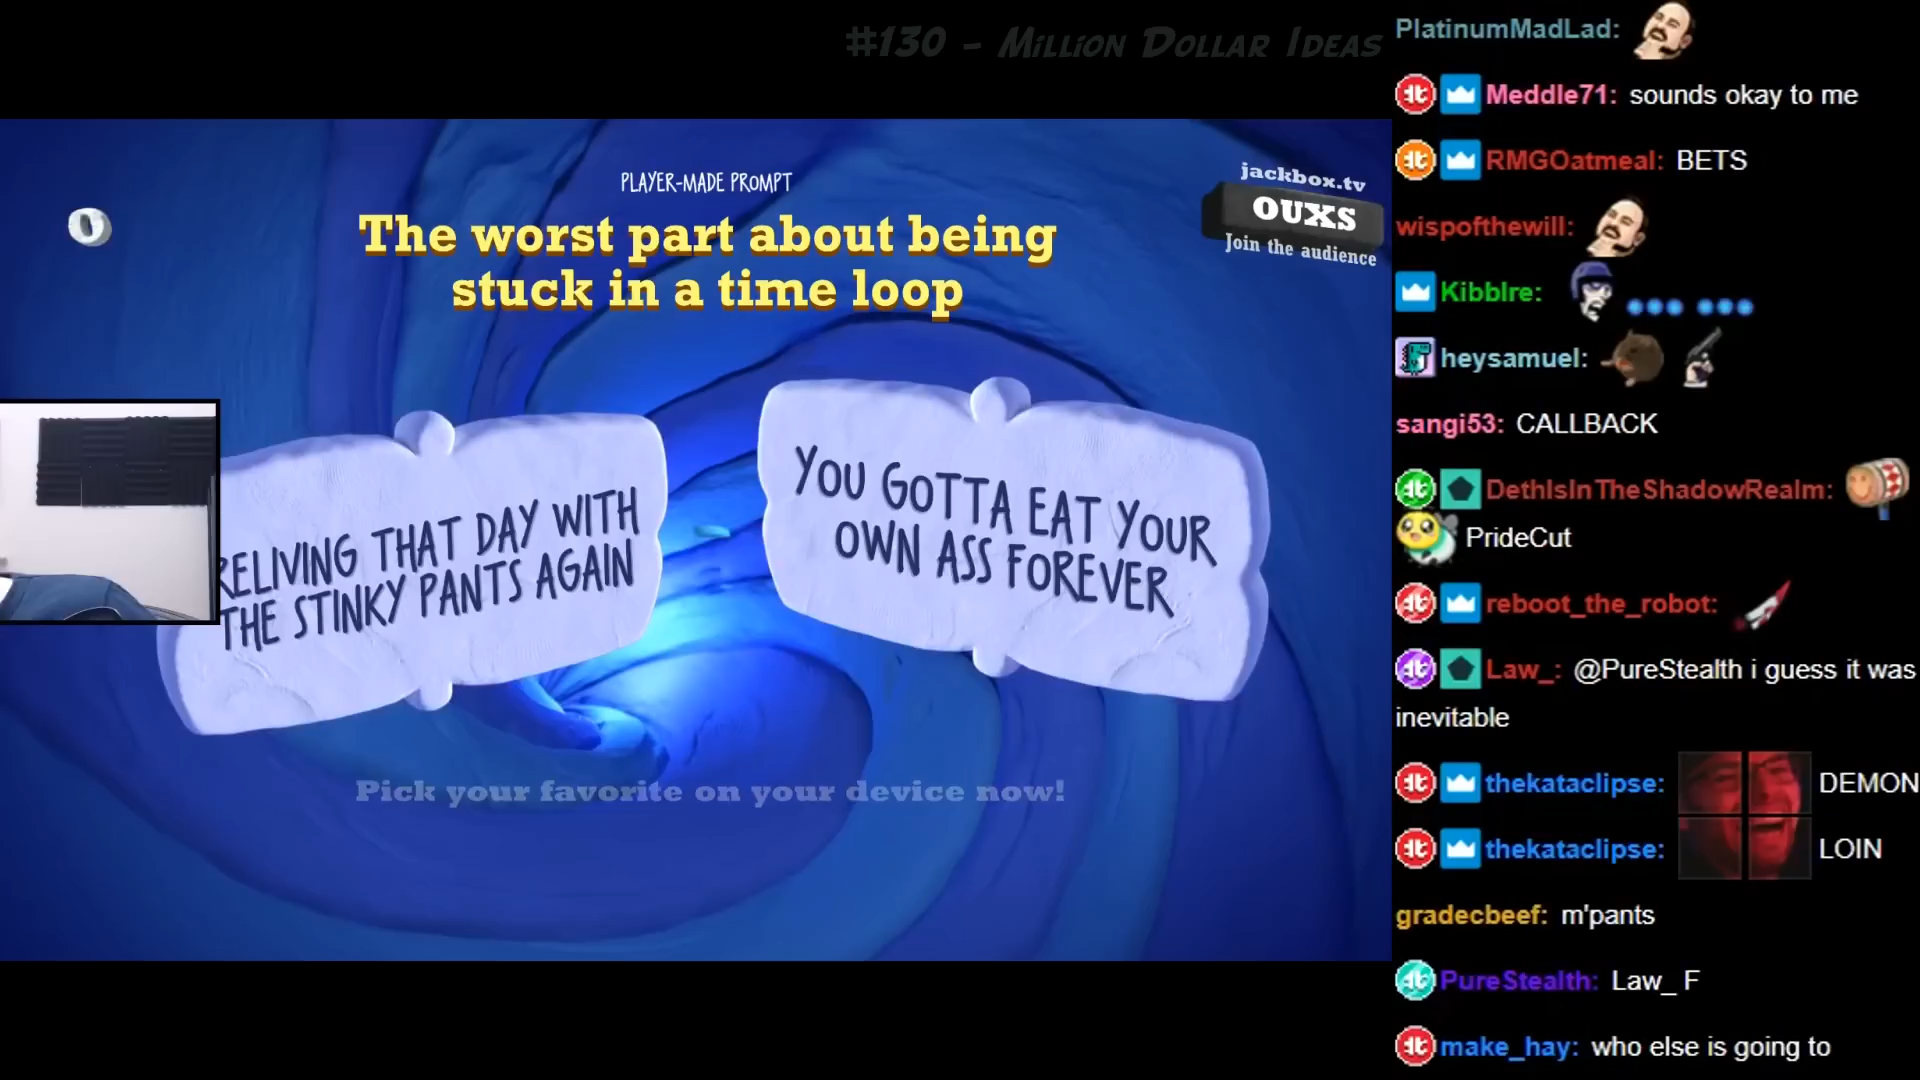 #130 - Million Dollar Ideas
PLAYER-MADE PROMPT
The worst part about being
stuck in a time loop
jackbox.tv
OUXS
Join the audience
0
RELIVING THAT DAY WITH
THE STINKY PANTS AGAIN
YOU GOTTA EAT YOUR
OWN ASS FOREVER
Pick your favorite on your device now!
PlatinumMadLad:
Meddle71: sounds okay to me
RMGOatmeal: BETS
wispofthewill:
Kibblre:
heysamuel:
sangi53: CALLBACK
DethIsInTheShadowRealm:
PrideCut
reboot_the_robot:
Law_: @PureStealth i guess it was
inevitable
thekataclipse: DEMON
thekataclipse: LOIN
gradecbeef: m'pants
PureStealth: Law_ F
make_hay: who else is going to